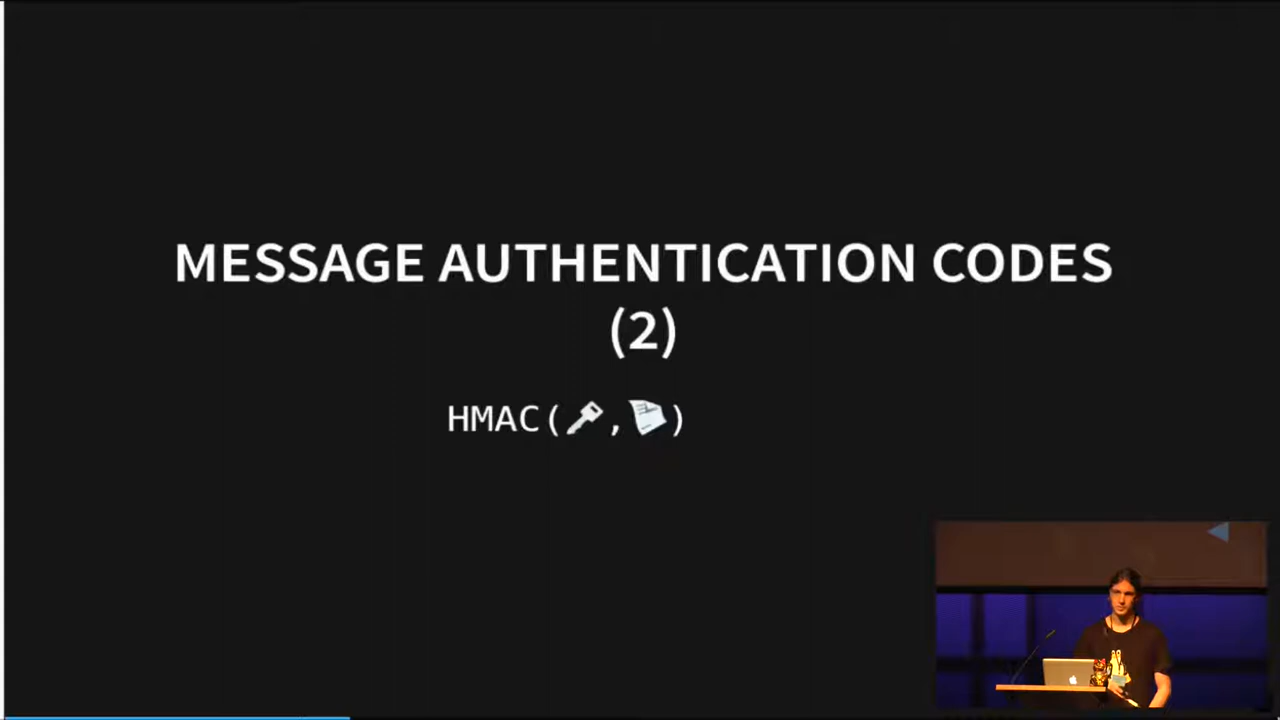 MESSAGE AUTHENTICATION CODES
(2)
HMAC(🔑,📄)